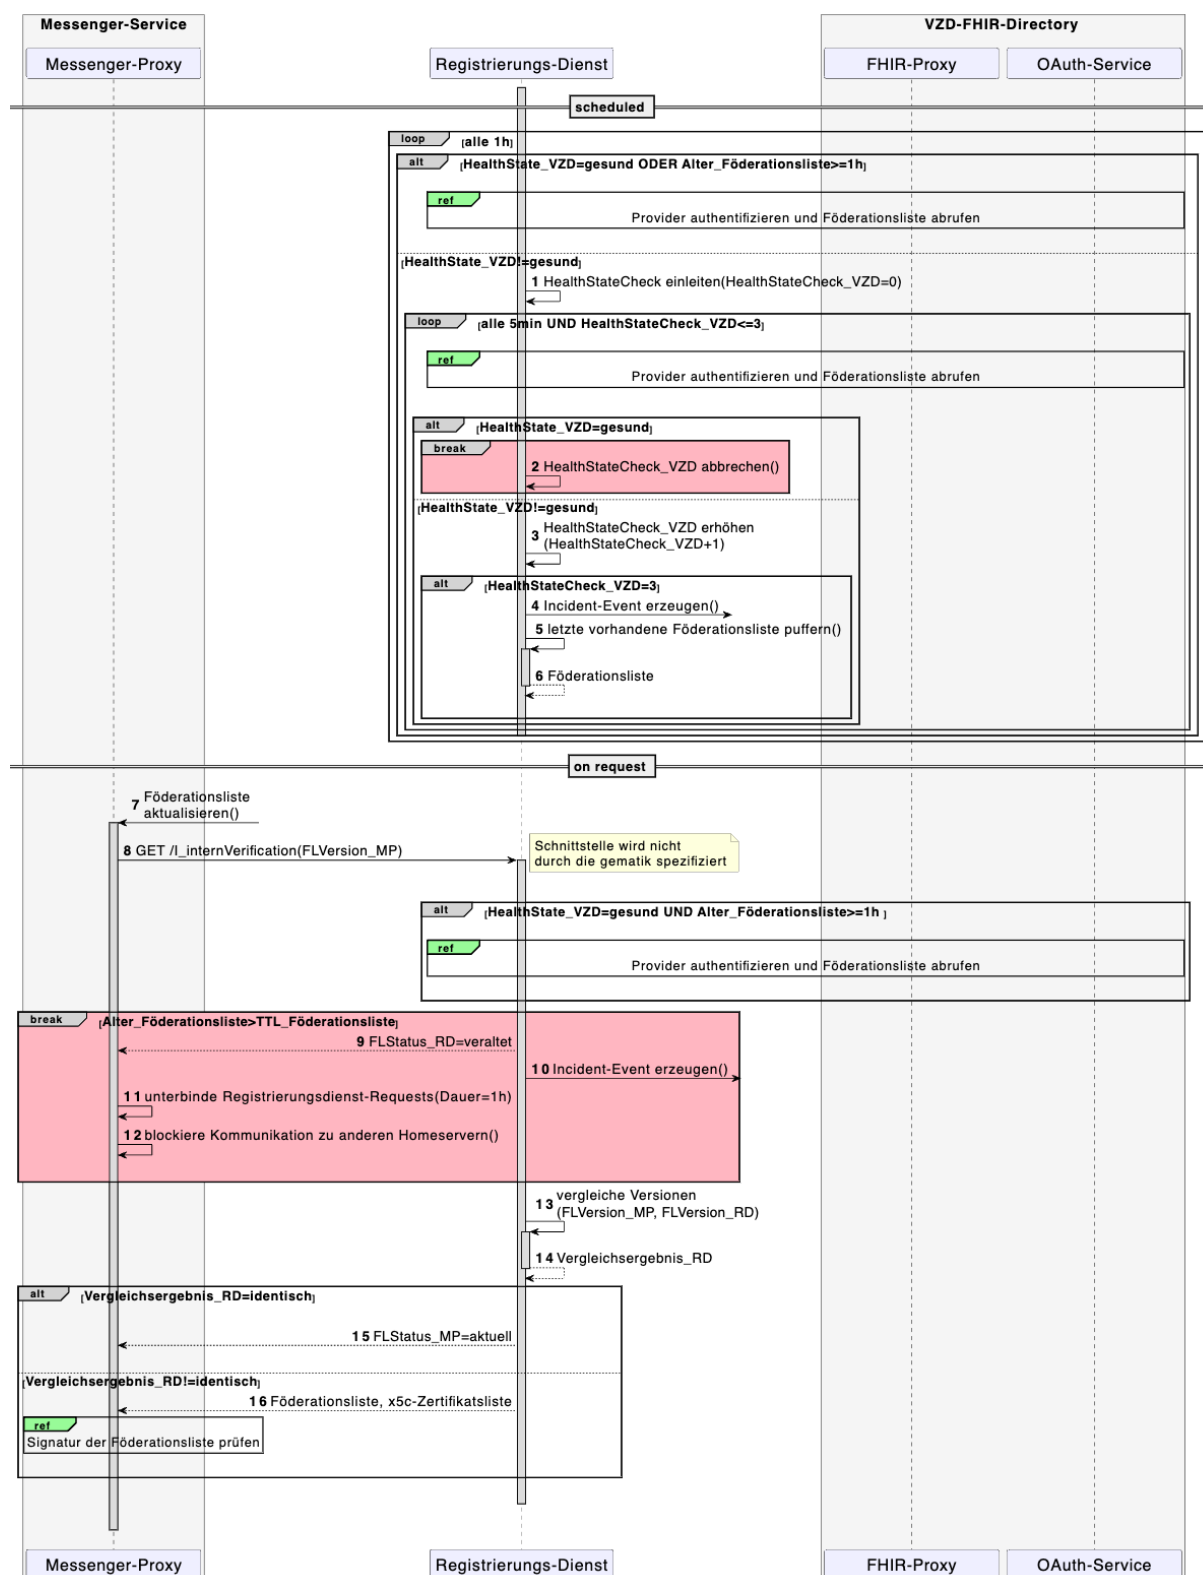 Messenger-Service
VZD-FHIR-Directory
Messenger-Proxy
Registrierungs-Dienst
FHIR-Proxy
OAuth-Service
scheduled
loop [alle 1h]
alt [HealthState_VZD=gesund ODER Alter_Föderationsliste>=1h]
ref
Provider authentifizieren und Föderationsliste abrufen
[HealthState_VZD!=gesund]
1 HealthStateCheck einleiten(HealthStateCheck_VZD=0)
loop [alle 5min UND HealthStateCheck_VZD<=3]
ref
Provider authentifizieren und Föderationsliste abrufen
alt [HealthState_VZD=gesund]
break
2 HealthStateCheck_VZD abbrechen()
[HealthState_VZD!=gesund]
3 HealthStateCheck_VZD erhöhen
(HealthStateCheck_VZD+1)
alt [HealthStateCheck_VZD=3]
4 Incident-Event erzeugen()
5 letzte vorhandene Föderationsliste puffern()
6 Föderationsliste
on request
7 Föderationsliste
aktualisieren()
8 GET /I_internVerification(FLVersion_MP)
Schnittstelle wird nicht
durch die gematik spezifiziert
alt [HealthState_VZD=gesund UND Alter_Föderationsliste>=1h ]
ref
Provider authentifizieren und Föderationsliste abrufen
break [Alter_Föderationsliste>TTL_Föderationsliste]
9 FLStatus_RD=veraltet
10 Incident-Event erzeugen()
11 unterbinde Registrierungsdienst-Requests(Dauer=1h)
12 blockiere Kommunikation zu anderen Homeservern()
13 vergleiche Versionen
(FLVersion_MP, FLVersion_RD)
14 Vergleichsergebnis_RD
alt [Vergleichsergebnis_RD=identisch]
15 FLStatus_MP=aktuell
[Vergleichsergebnis_RD!=identisch]
16 Föderationsliste, x5c-Zertifikatsliste
ref
Signatur der Föderationsliste prüfen
Messenger-Proxy
Registrierungs-Dienst
FHIR-Proxy
OAuth-Service